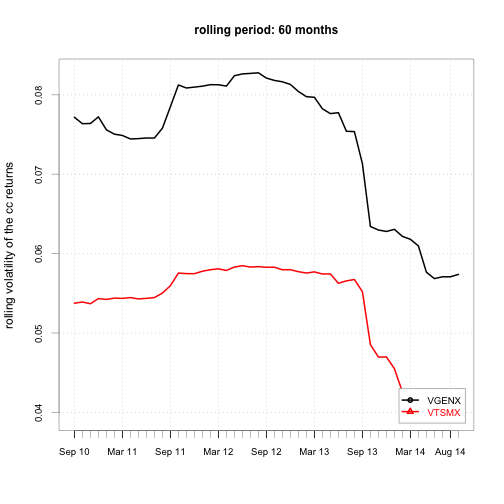 rolling period: 60 months
rolling volatility of the cc returns
0.08
0.07
0.06
0.05
0.04
VGENX
VTSMX
Sep 10 Mar 11 Sep 11 Mar 12 Sep 12 Mar 13 Sep 13 Mar 14 Aug 14